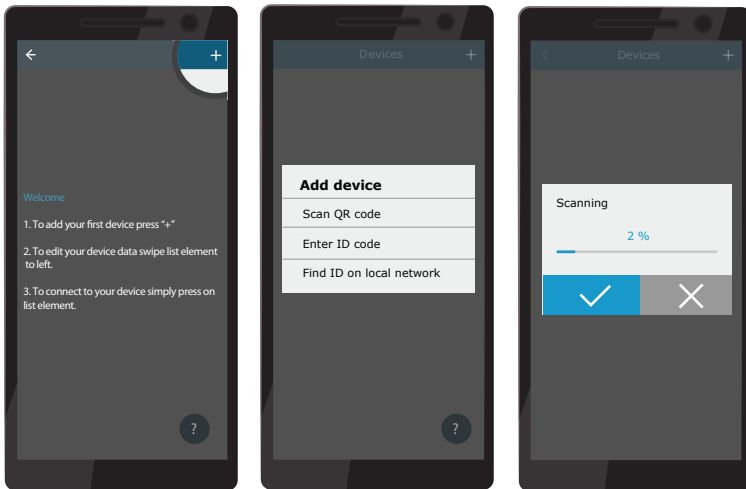 Welcome
1. To add your first device press “+”
2. To edit your device data swipe list element
to left.
3. To connect to your device simply press on
list element.
?
Devices
Add device
Scan QR code
Enter ID code
Find ID on local network
?
Devices
Scanning
2 %